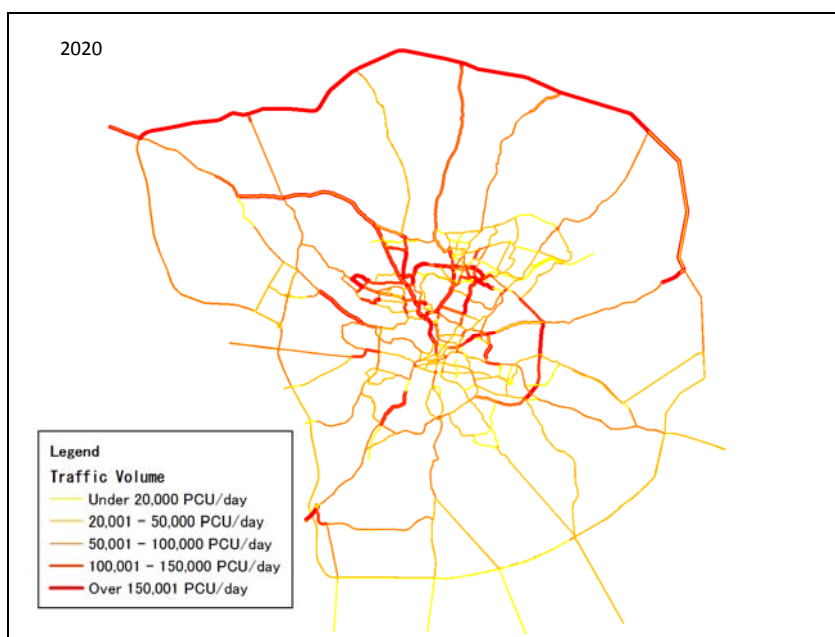 2020
Legend
Traffic Volume
Under 20,000 PCU/day
20,001 - 50,000 PCU/day
50,001 - 100,000 PCU/day
100,001 - 150,000 PCU/day
Over 150,001 PCU/day